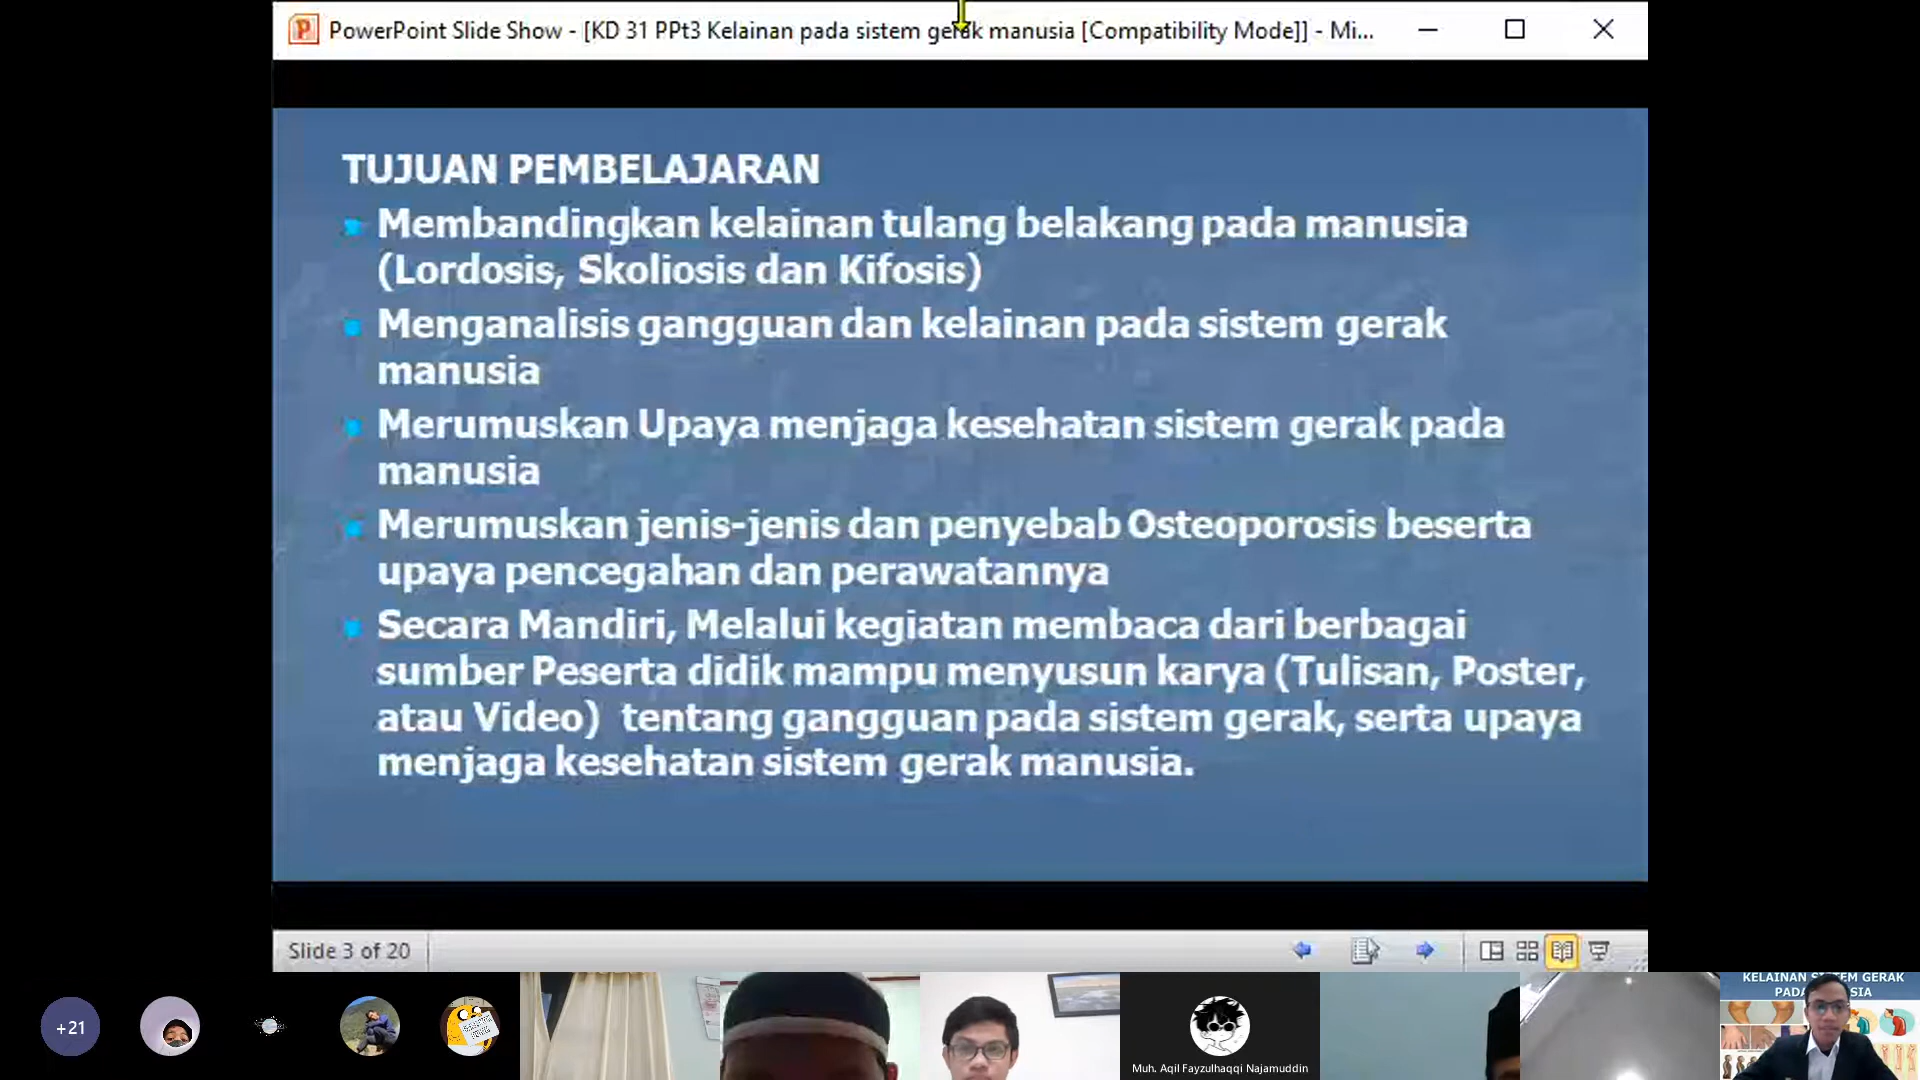 PowerPoint Slide Show - [KD 31 PPt3 Kelainan pada sistem gerak manusia [Compatibility Mode]] - Mi...
TUJUAN PEMBELAJARAN
Membandingkan kelainan tulang belakang pada manusia
(Lordosis, Skoliosis dan Kifosis)
Menganalisis gangguan dan kelainan pada sistem gerak
manusia
Merumuskan Upaya menjaga kesehatan sistem gerak pada
manusia
Merumuskan jenis-jenis dan penyebab Osteoporosis beserta
upaya pencegahan dan perawatannya
Secara Mandiri, Melalui kegiatan membaca dari berbagai
sumber Peserta didik mampu menyusun karya (Tulisan, Poster,
atau Video) tentang gangguan pada sistem gerak, serta upaya
menjaga kesehatan sistem gerak manusia.
Slide 3 of 20
+21
Muh. Aqil Fayzulhaqqi Najamuddin
KELAINAN GERAK